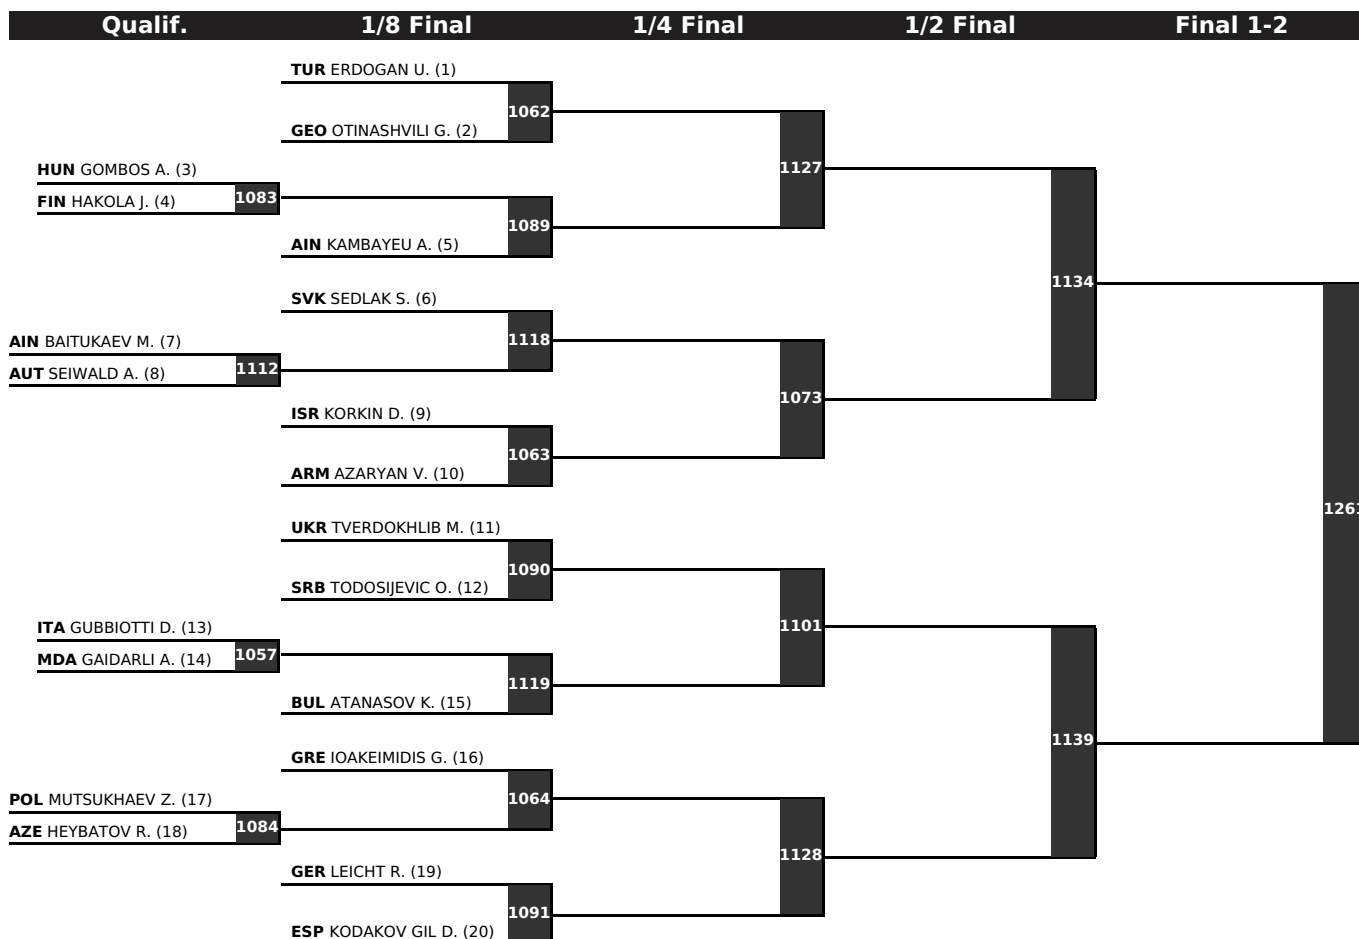 Qualif. 1/8 Final 1/4 Final 1/2 Final Final 1-2
TUR ERDOGAN U. (1)
1062
GEO OTINASHVILI G. (2)
HUN GOMBOS A. (3)
1127
FIN HAKOLA J. (4) 1083
1089
AIN KAMBAYEU A. (5)
1134
SVK SEDLAK S. (6)
AIN BAITUKAEV M. (7)
1118
AUT SEIWALD A. (8) 1112
1073
ISR KORKIN D. (9)
1063
ARM AZARYAN V. (10)
1261
UKR TVERDOKHLIB M. (11)
1090
SRB TODOSIJEVIC O. (12)
ITA GUBBIOTTI D. (13)
1101
MDA GAIDARLI A. (14) 1057
1119
BUL ATANASOV K. (15)
1139
GRE IOAKEIMIDIS G. (16)
POL MUTSUKHAEV Z. (17)
1064
AZE HEYBATOV R. (18) 1084
1128
GER LEICHT R. (19)
1091
ESP KODAKOV GIL D. (20)